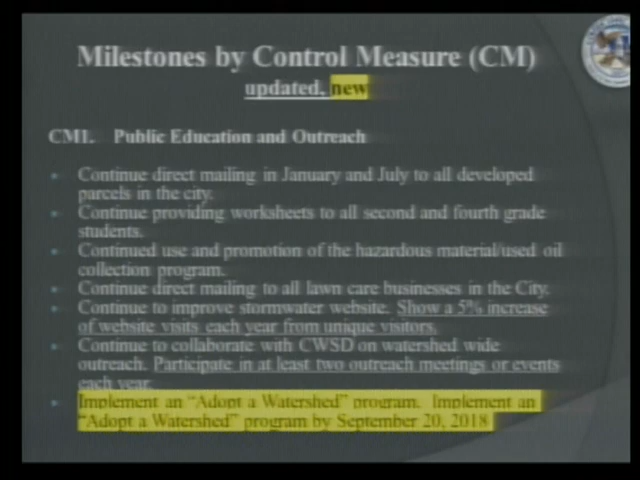 Milestones by Control Measure (CM)
updated, new
CM1. Public Education and Outreach
Continue direct mailing in January and July to all developed
parcels in the city.
Continue providing worksheets to all second and fourth grade
students.
Continued use and promotion of the hazardous material/used oil
collection program.
Continue direct mailing to all lawn care businesses in the City.
Continue to improve stormwater website. Show a 5% increase
of website visits each year from unique visitors.
Continue to collaborate with CWSD on watershed wide
outreach. Participate in at least two outreach meetings or events
each year.
Implement an "Adopt a Watershed" program. Implement an
"Adopt a Watershed" program by September 20, 2018